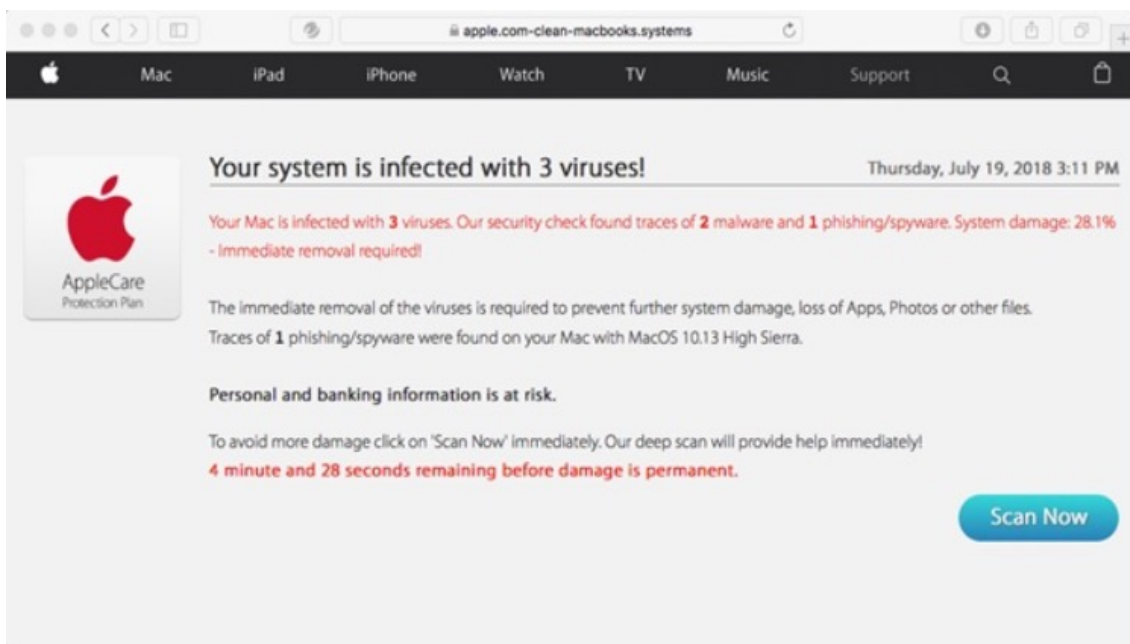 apple.com-clean-macbooks.systems
Mac iPad iPhone Watch TV Music Support
Your system is infected with 3 viruses!
Thursday, July 19, 2018 3:11 PM
Your Mac is infected with 3 viruses. Our security check found traces of 2 malware and 1 phishing/spyware. System damage: 28.1%
- Immediate removal required!
AppleCare
Protection Plan
The immediate removal of the viruses is required to prevent further system damage, loss of Apps, Photos or other files.
Traces of 1 phishing/spyware were found on your Mac with MacOS 10.13 High Sierra.
Personal and banking information is at risk.
To avoid more damage click on 'Scan Now' immediately. Our deep scan will provide help immediately!
4 minute and 28 seconds remaining before damage is permanent.
Scan Now